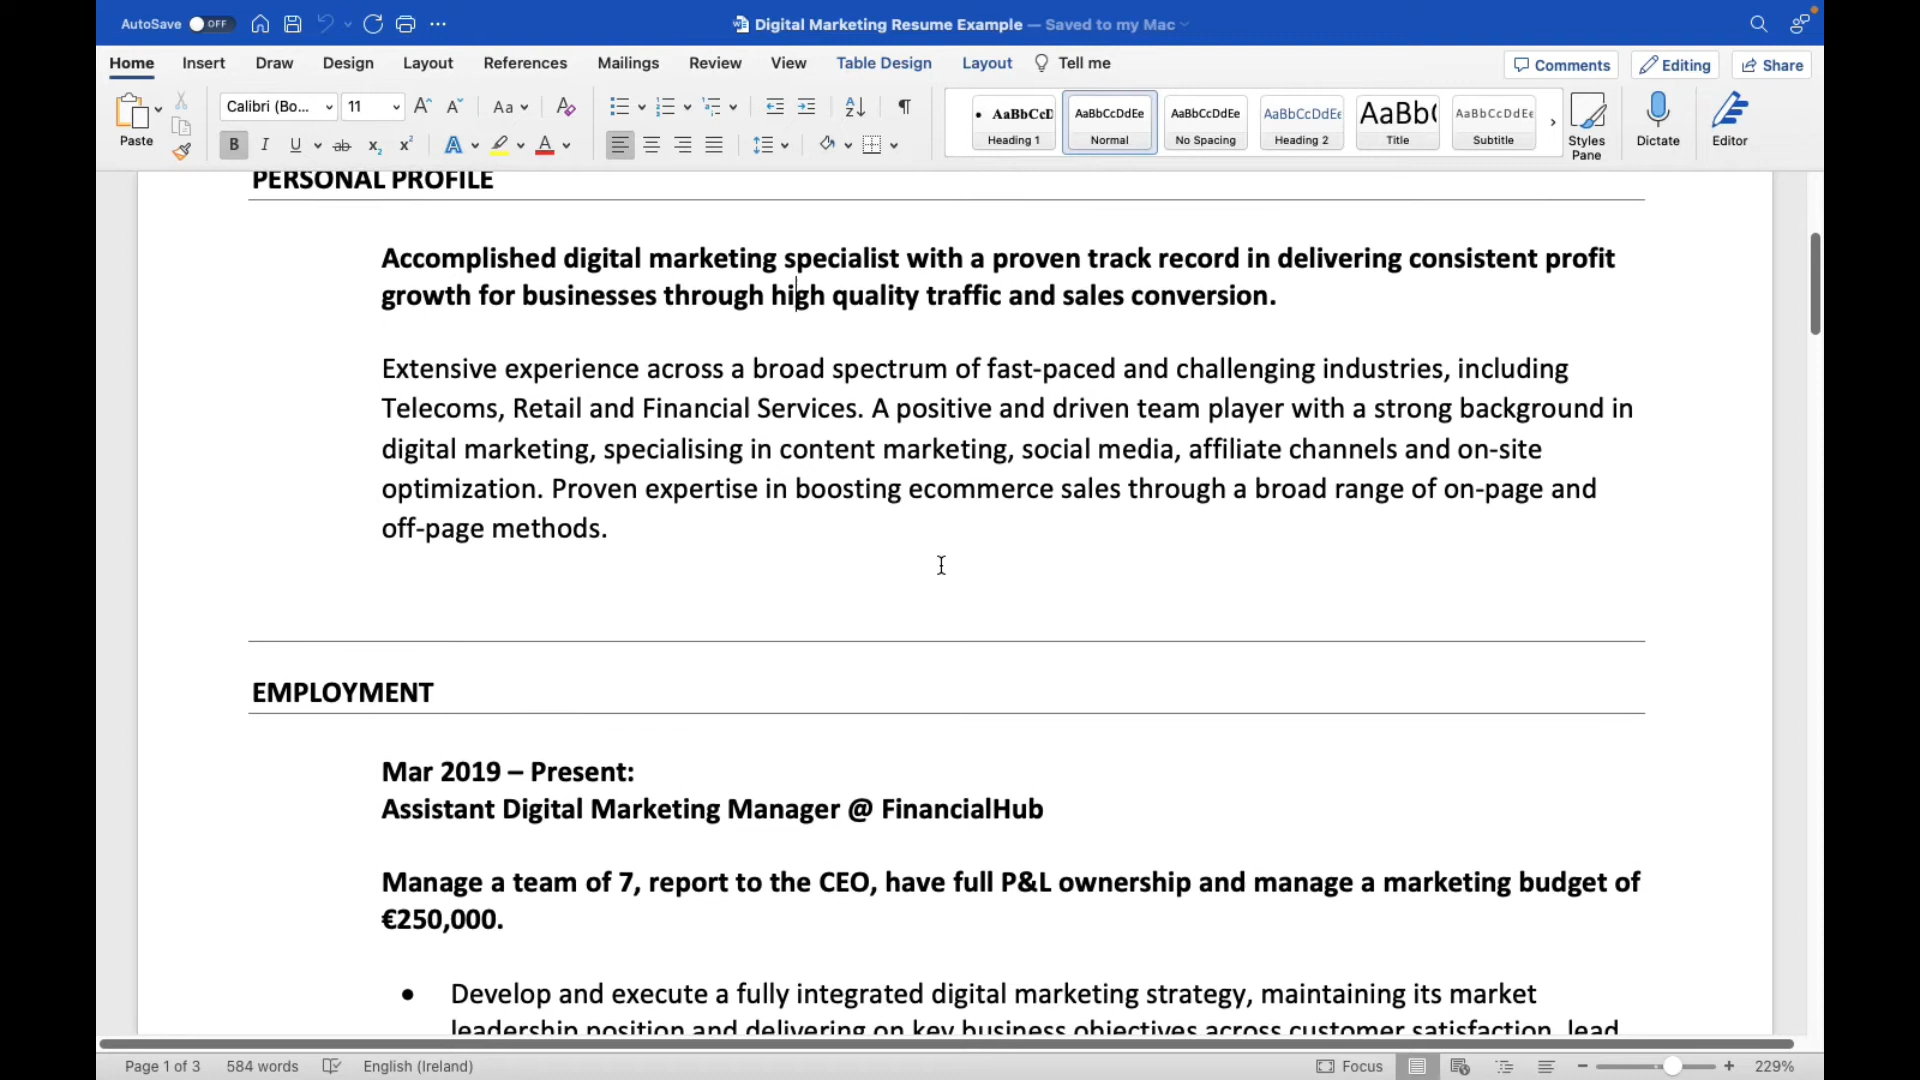 AutoSave OFF
Digital Marketing Resume Example — Saved to my Mac
Home Insert Draw Design Layout References Mailings Review View Table Design Layout Tell me
Comments Editing Share
Paste
Calibri (Bo... 11
Aa
AaBbCcD AaBbCcDdEe AaBbCcDdEe AaBbCcDdEe AaBb( AaBbCcDdEe
Heading 1 Normal No Spacing Heading 2 Title Subtitle
Styles Pane
Dictate
Editor
PERSONAL PROFILE
Accomplished digital marketing specialist with a proven track record in delivering consistent profit
growth for businesses through high quality traffic and sales conversion.
Extensive experience across a broad spectrum of fast-paced and challenging industries, including
Telecoms, Retail and Financial Services. A positive and driven team player with a strong background in
digital marketing, specialising in content marketing, social media, affiliate channels and on-site
optimization. Proven expertise in boosting ecommerce sales through a broad range of on-page and
off-page methods.
EMPLOYMENT
Mar 2019 – Present:
Assistant Digital Marketing Manager @ FinancialHub
Manage a team of 7, report to the CEO, have full P&L ownership and manage a marketing budget of
€250,000.
• Develop and execute a fully integrated digital marketing strategy, maintaining its market
leadership position and delivering on key business objectives across customer satisfaction, lead
Page 1 of 3 584 words English (Ireland) Focus 229%